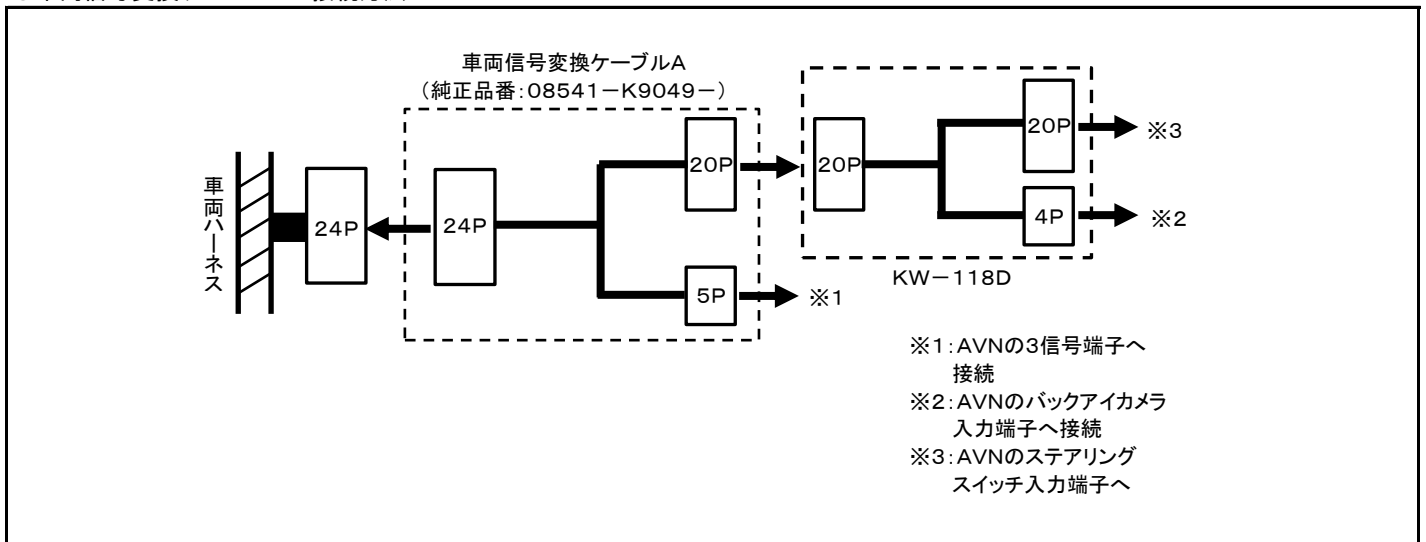 車両信号変換ケーブルA
(純正品番:08541-K9049-)
車両ハーネス
24P
24P
20P
5P
※1
20P
20P
4P
※3
※2
KW-118D
※1:AVNの3信号端子へ
接続
※2:AVNのバックアイカメラ
入力端子へ接続
※3:AVNのステアリング
スイッチ入力端子へ